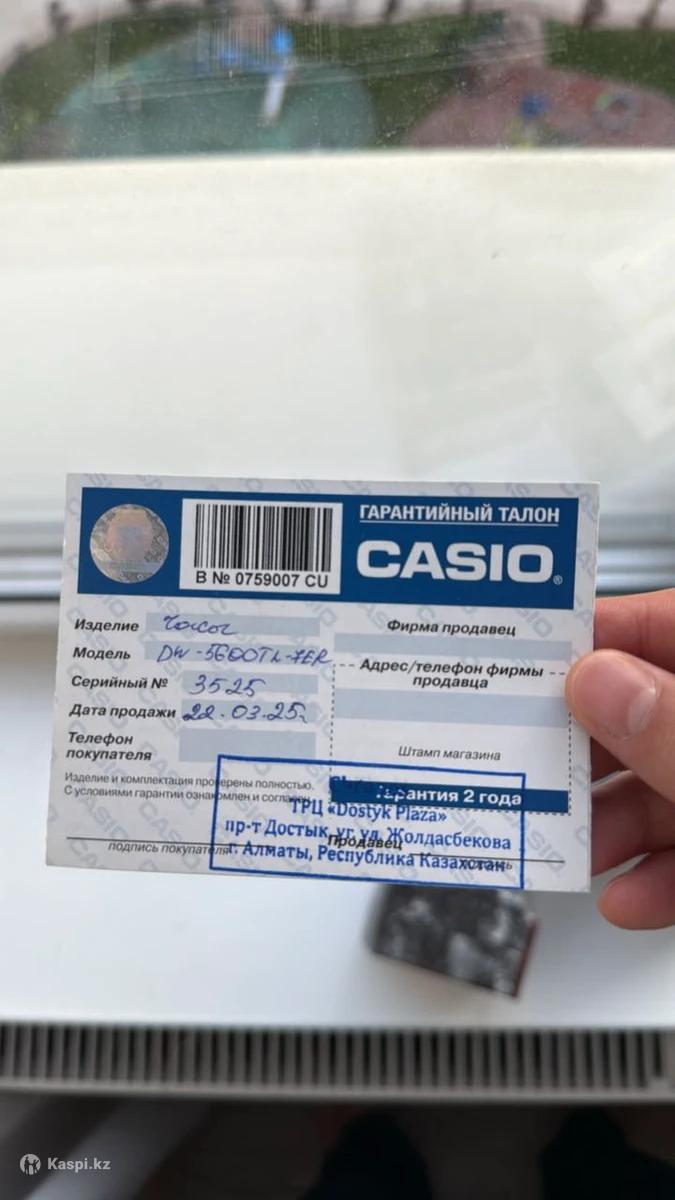 ГАРАНТИЙНЫЙ ТАЛОН
CASIO®
B № 0759007 CU
Изделие Часы
Модель DW-5600TL-7ER
Серийный № 3525
Дата продажи 22.03.25г
Телефон
покупателя
Фирма продавец
Адрес/телефон фирмы
продавца
Штамп магазина
Гарантия 2 года
Изделие и комплектация проверены полностью.
С условиями гарантии ознакомлен и согласен
ТРЦ «Dostyk Plaza»
пр-т Достык, уг. ул. Жолдасбекова
г. Алматы, Республика Казахстан
подпись покупателя
Продавец
Kaspi.kz